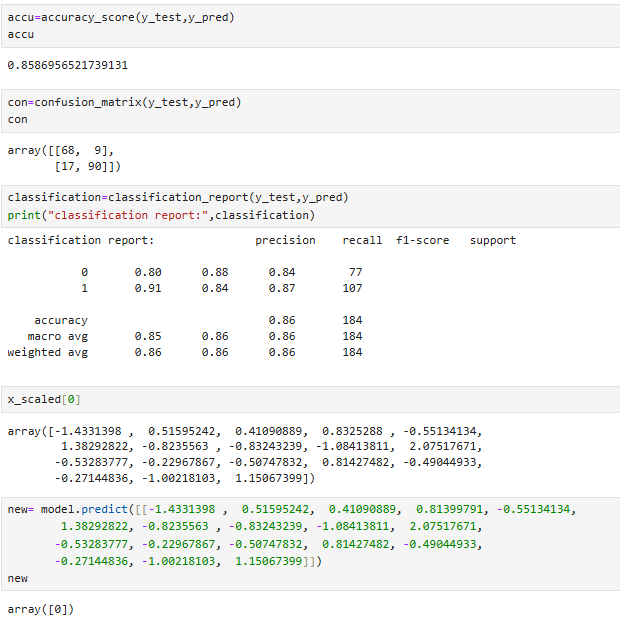 accu=accuracy_score(y_test,y_pred)
accu
0.8586956521739131
con=confusion_matrix(y_test,y_pred)
con
array([[68,  9],
       [17, 90]])
classification=classification_report(y_test,y_pred)
print("classification report:",classification)
classification report:               precision    recall  f1-score   support
           0       0.80      0.88      0.84        77
           1       0.91      0.84      0.87       107
    accuracy                           0.86       184
   macro avg       0.85      0.86      0.86       184
weighted avg       0.86      0.86      0.86       184
x_scaled[0]
array([-1.4331398 ,  0.51595242,  0.41090889,  0.8325288 , -0.55134134,
        1.38292822, -0.8235563 , -0.83243239, -1.08413811,  2.07517671,
       -0.53283777, -0.22967867, -0.50747832,  0.81427482, -0.49044933,
       -0.27144836, -1.00218103,  1.15067399])
new= model.predict([[-1.4331398 ,  0.51595242,  0.41090889,  0.81399791, -0.55134134,
        1.38292822, -0.8235563 , -0.83243239, -1.08413811,  2.07517671,
       -0.53283777, -0.22967867, -0.50747832,  0.81427482, -0.49044933,
       -0.27144836, -1.00218103,  1.15067399]])
new
array([0])